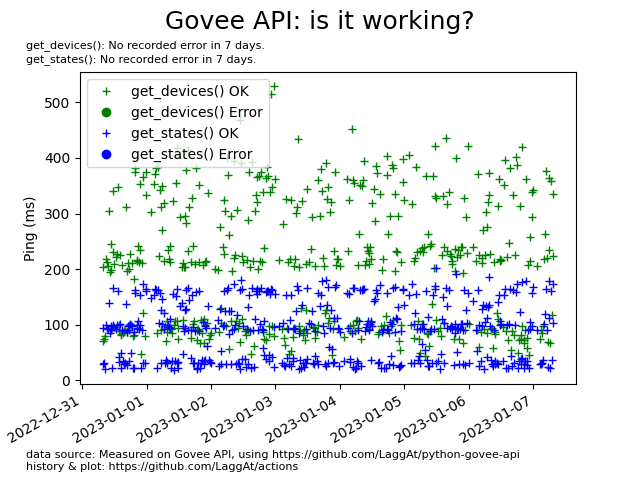 Govee API: is it working?
get_devices(): No recorded error in 7 days.
get_states(): No recorded error in 7 days.
get_devices() OK
get_devices() Error
get_states() OK
get_states() Error
Ping (ms)
500
400
300
200
100
0
2022-12-31
2023-01-01
2023-01-02
2023-01-03
2023-01-04
2023-01-05
2023-01-06
2023-01-07
data source: Measured on Govee API, using https://github.com/LaggAt/python-govee-api
history & plot: https://github.com/LaggAt/actions